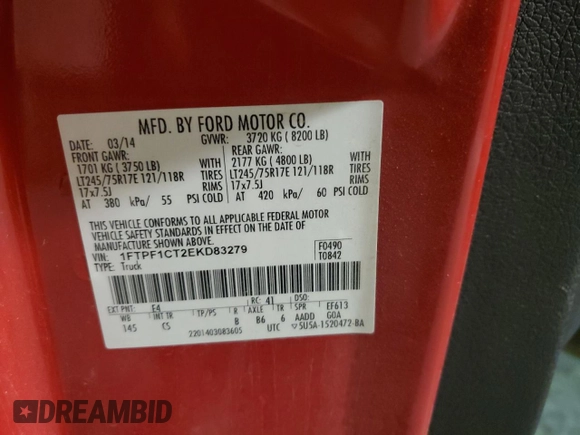 MFD. BY FORD MOTOR CO.
DATE: 03/14 GVWR: 3720 KG ( 8200 LB)
FRONT GAWR: REAR GAWR:
1701 KG ( 3750 LB) WITH 2177 KG ( 4800 LB) WITH
LT245/75R17E 121/118R TIRES LT245/75R17E 121/118R TIRES
17x7.5J RIMS 17x7.5J RIMS
AT 380 kPa/ 55 PSI COLD AT 420 kPa/ 60 PSI COLD
THIS VEHICLE CONFORMS TO ALL APPLICABLE FEDERAL MOTOR
VEHICLE SAFETY STANDARDS IN EFFECT ON THE DATE OF
MANUFACTURE SHOWN ABOVE.
VIN: 1FTPF1CT2EKD83279 F0490
TYPE: Truck T0842
EXT PNT: E4 RC: 41 DSO:
WB INT TR TP/PS R AXLE TR SPR EF613
145 CS 8 B6 6 AADD G0A
2201403083605 UTC 5U5A-1520472-BA
DREAMBID